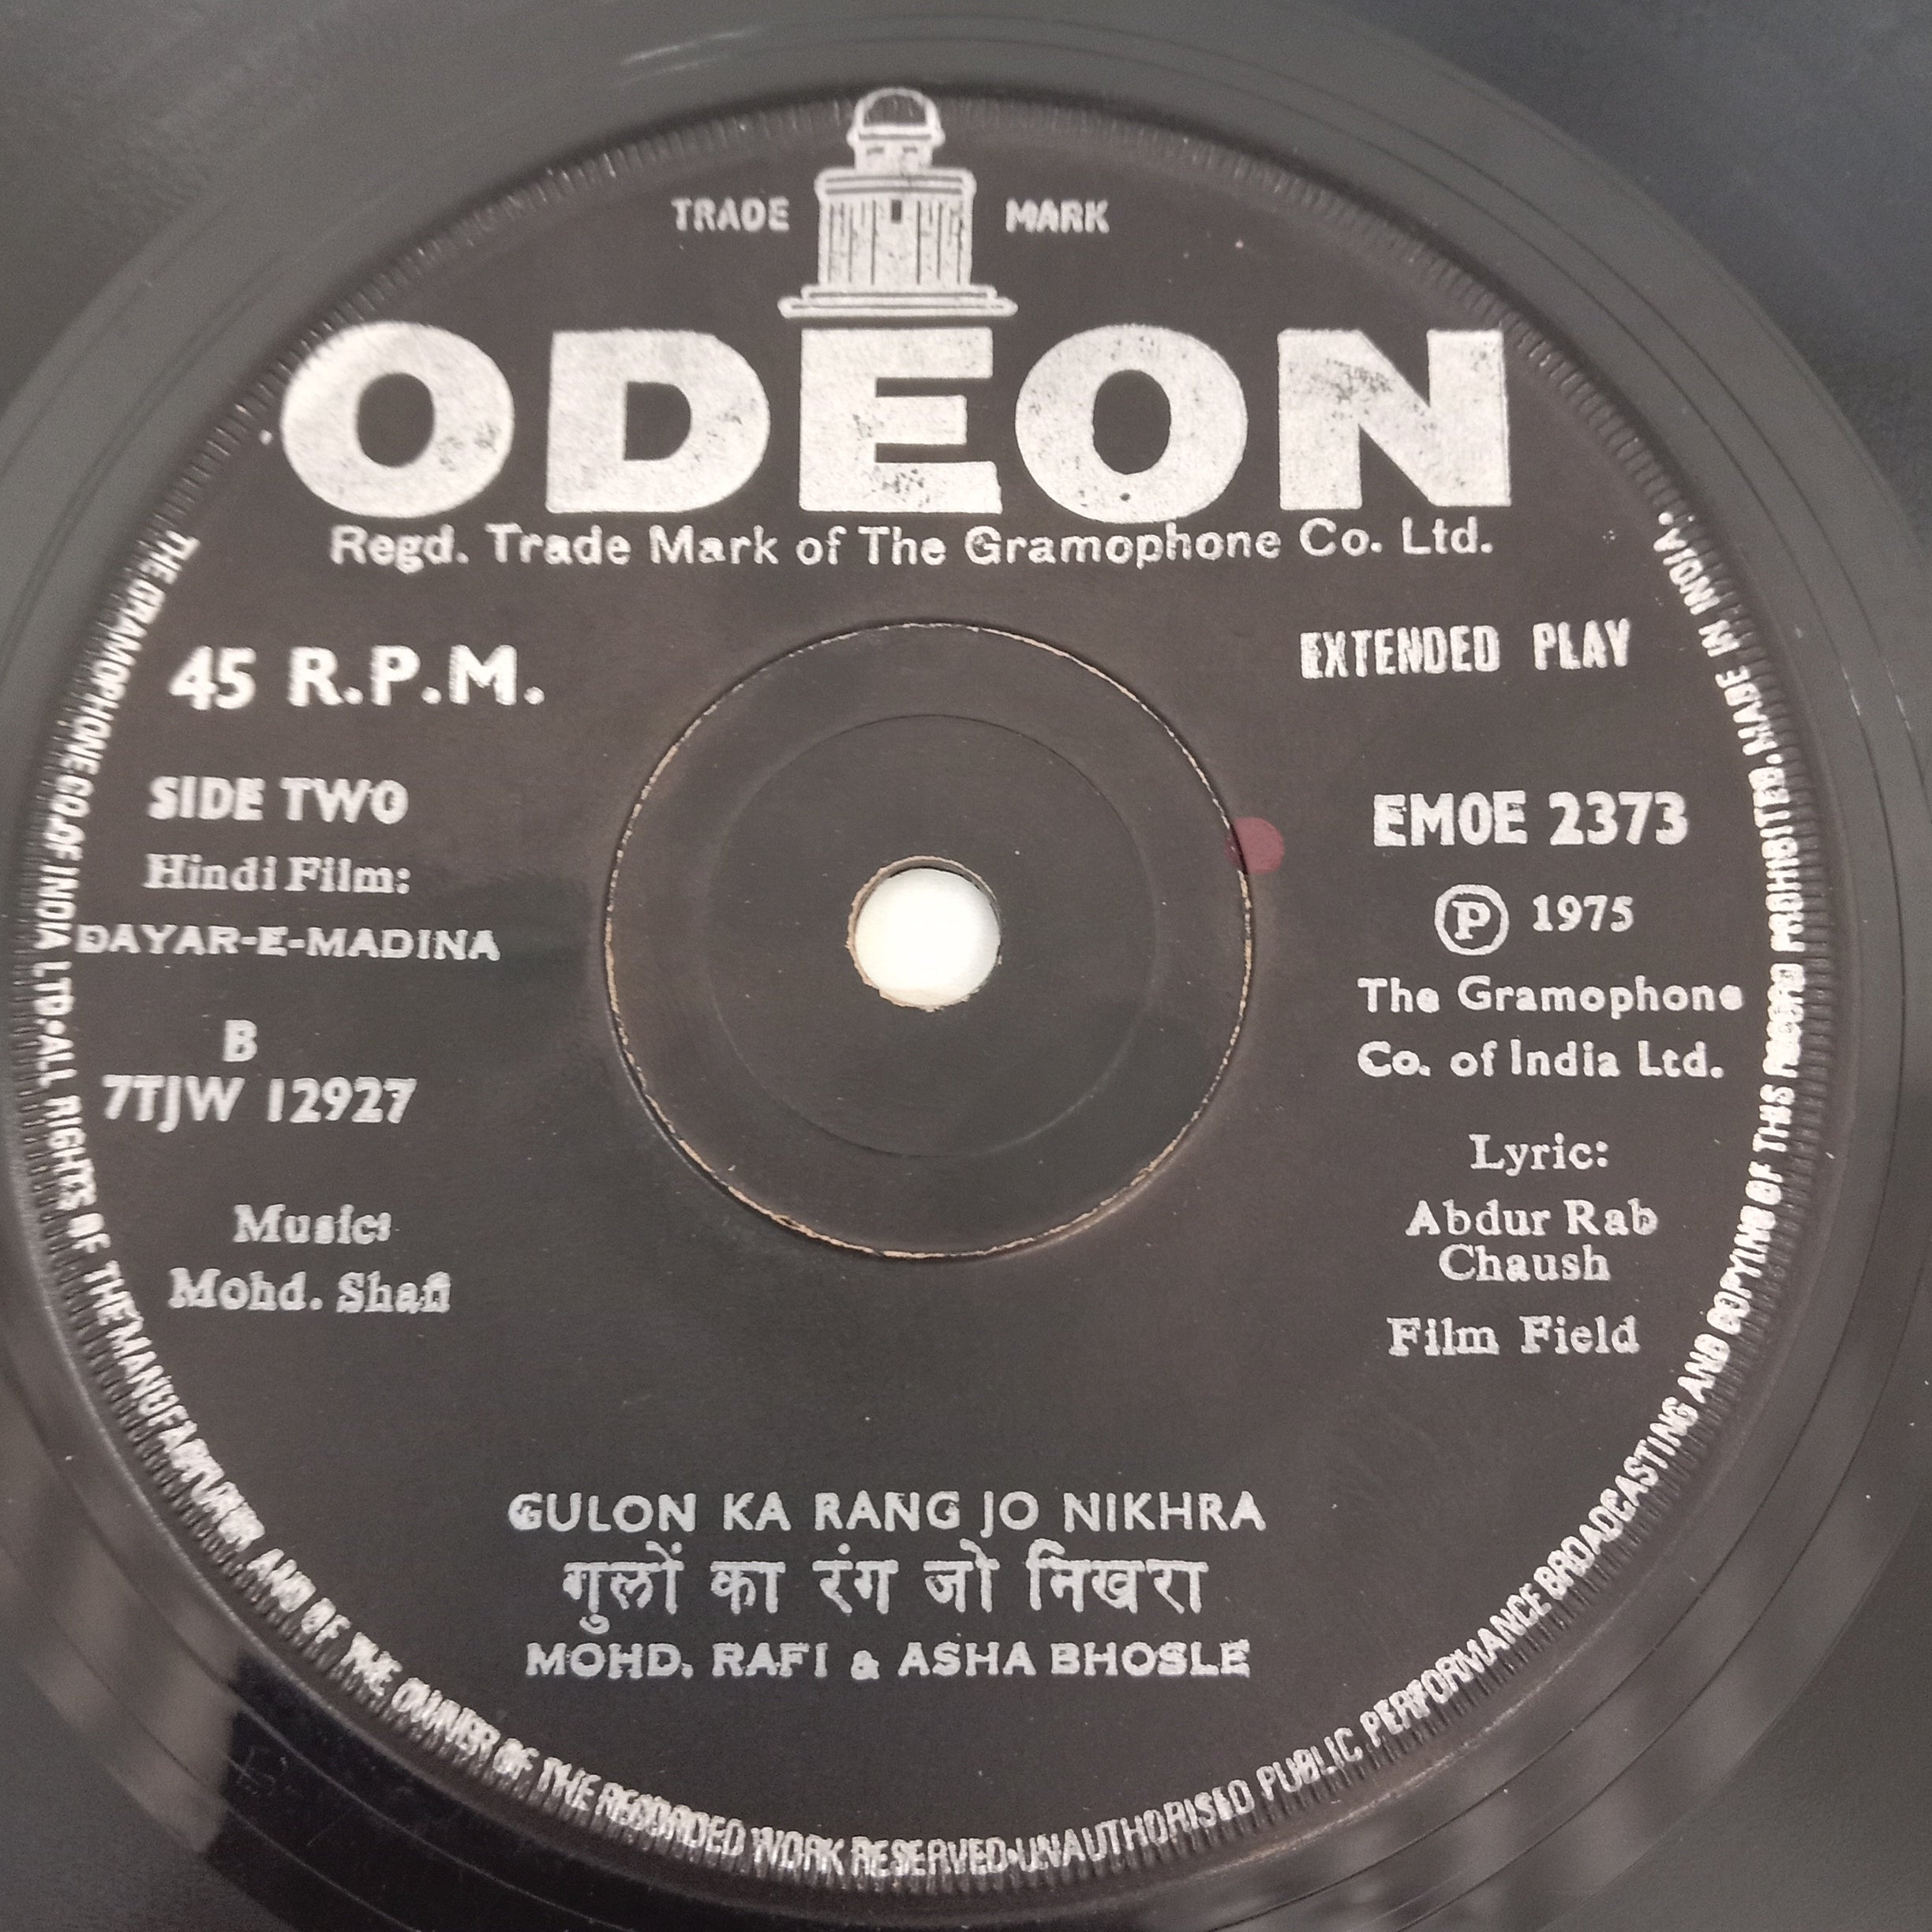 TRADE MARK
ODEON
Regd. Trade Mark of The Gramophone Co. Ltd.
45 R.P.M.
EXTENDED PLAY
SIDE TWO
Hindi Film:
DAYAR-E-MADINA
B
7TJW 12927
Music:
Mohd. Shafi
EMOE 2373
Ⓟ 1975
The Gramophone
Co. of India Ltd.
Lyric:
Abdur Rab
Chaush
Film Field
GULON KA RANG JO NIKHRA
गुलों का रंग जो निखरा
MOHD. RAFI & ASHA BHOSLE
THE GRAMOPHONE CO. OF INDIA LTD. • ALL RIGHTS OF THE MANUFACTURER AND OF THE OWNER OF THE RECORDED WORK RESERVED • UNAUTHORISED PUBLIC PERFORMANCE BROADCASTING AND COPYING OF THIS RECORD PROHIBITED. MADE IN INDIA.